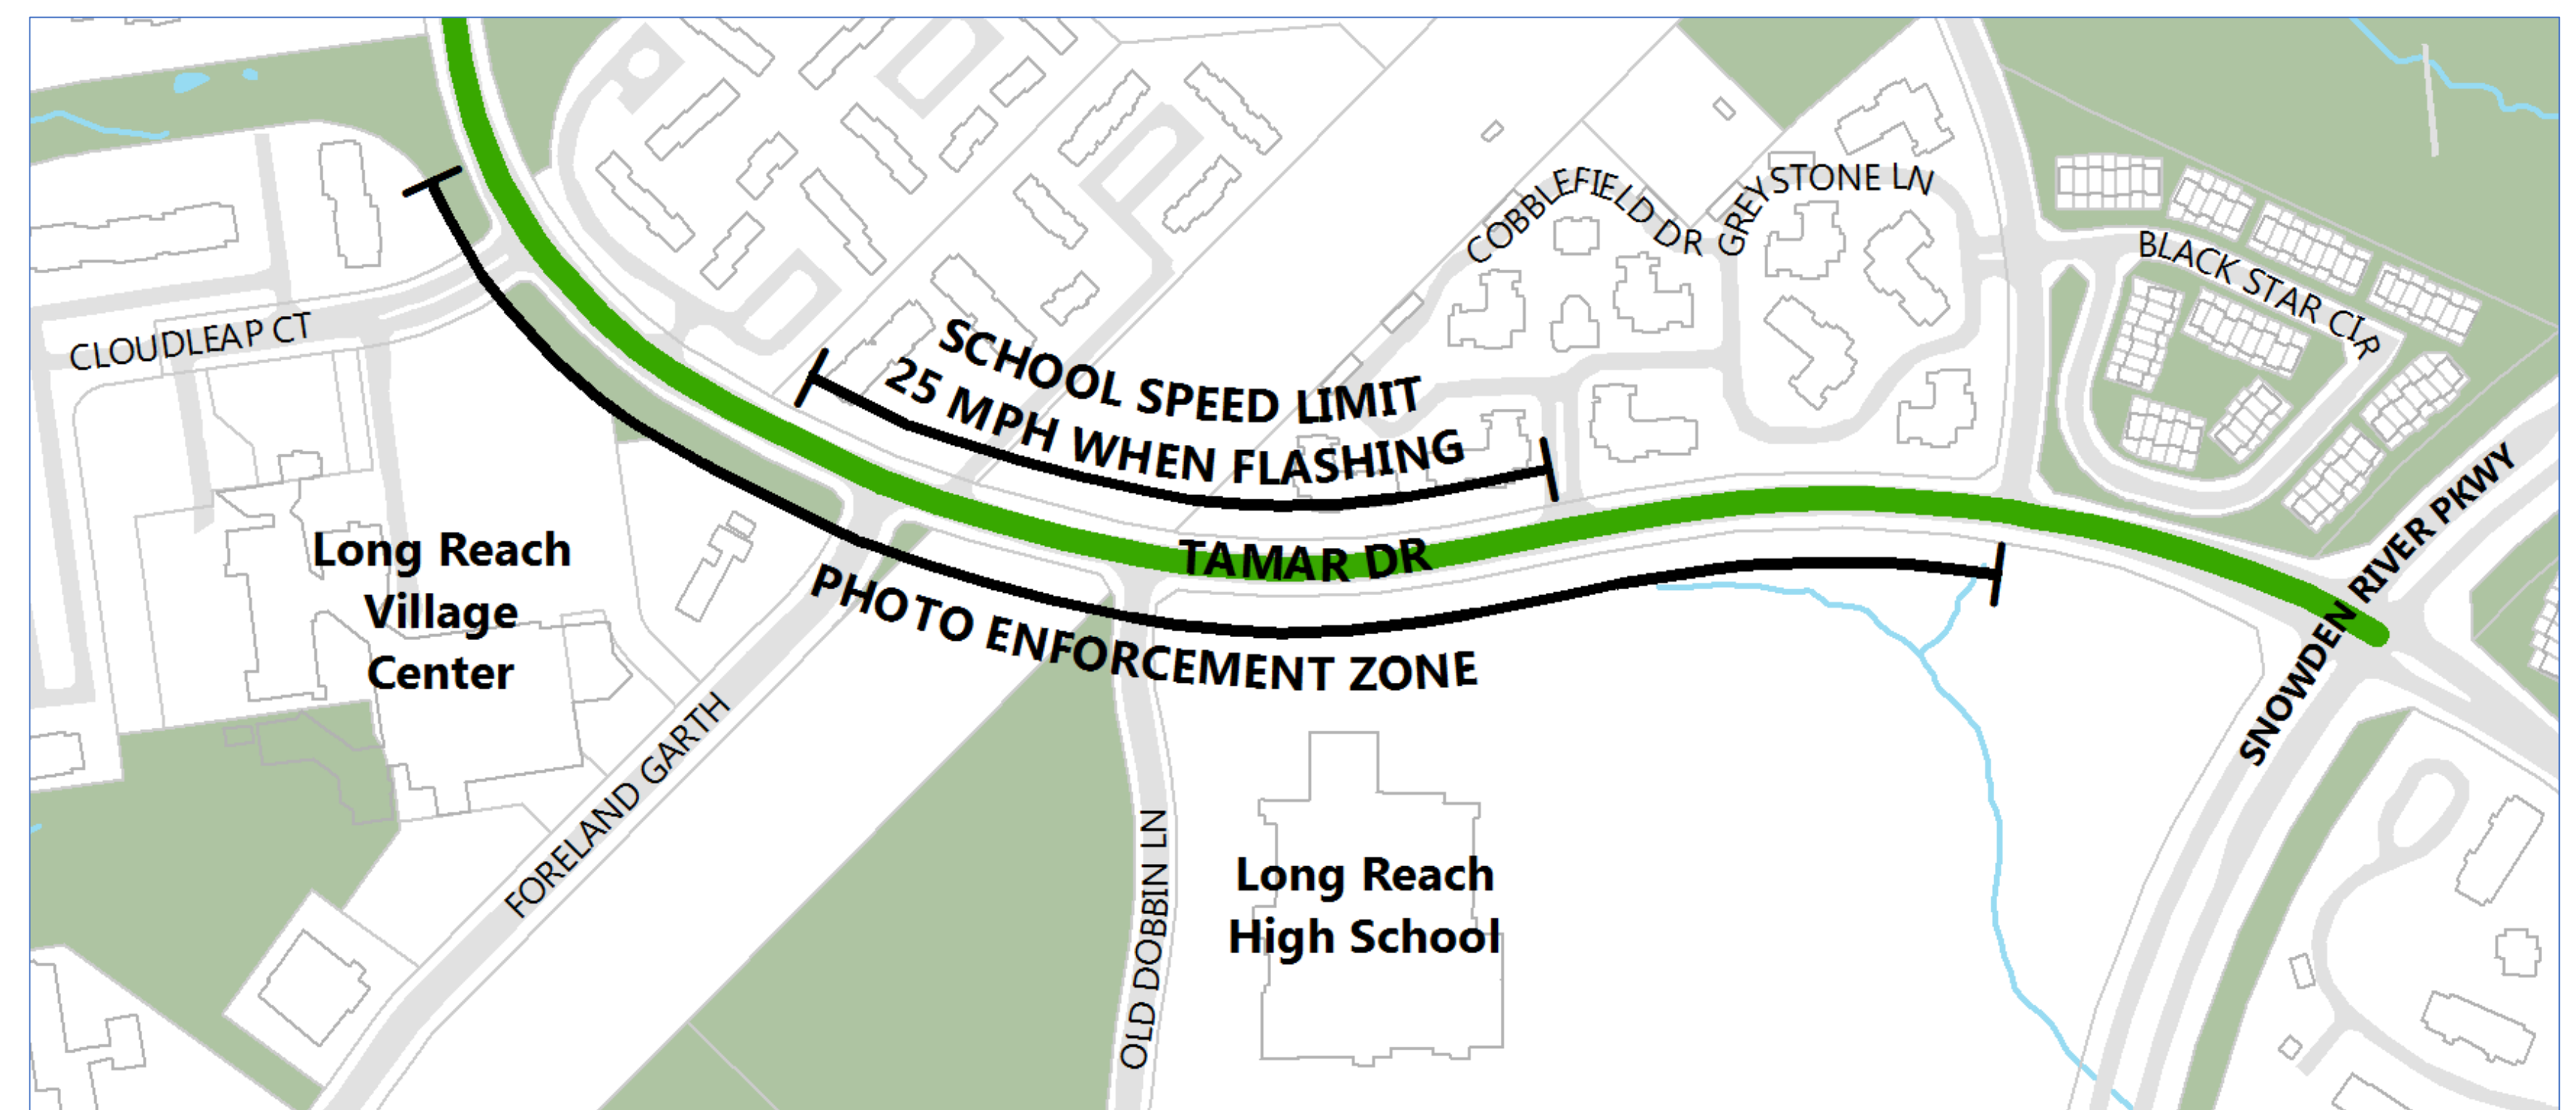 COBBLEFIELD DR
GREYSTONE LN
BLACK STAR CIR
CLOUDLEAP CT
SCHOOL SPEED LIMIT
25 MPH WHEN FLASHING
TAMAR DR
PHOTO ENFORCEMENT ZONE
SNOWDEN RIVER PKWY
Long Reach
Village
Center
FORELAND GARTH
OLD DOBBIN LN
Long Reach
High School